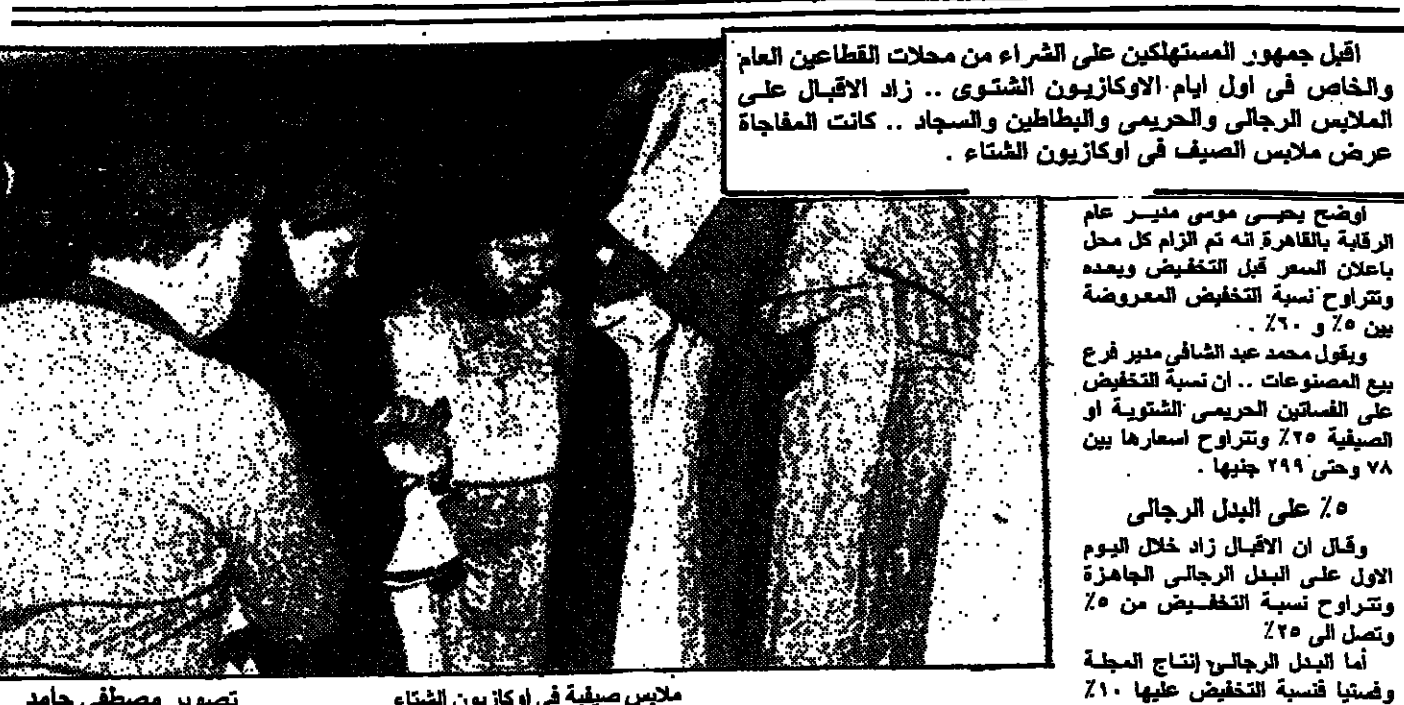 اقبل جمهور المستهلكين على الشراء من محلات القطاعين العام
والخاص فى اول ايام الاوكازيون الشتوى .. زاد الاقبال على
الملابس الرجالى والحريمى والبطاطين والسجاد .. كانت المفاجاة
عرض ملابس الصيف فى اوكازيون الشتاء .
اوضح يحيى موسى مدير عام
الرقابة بالقاهرة انه تم الزام كل محل
باعلان السعر قبل التخفيض وبعده
وتتراوح نسبة التخفيض المعروضة
بين ٥٪ و ٦٠٪ .
ويقول محمد عبد الشافى مدير فرع
بيع المصنوعات .. ان نسبة التخفيض
على الفساتين الحريمى الشتوية او
الصيفية ٢٥٪ وتتراوح اسعارها بين
٧٨ وحتى ٢٩٩ جنيها .
٥٪ على البدل الرجالى
وقال ان الاقبال زاد خلال اليوم
الاول على البدل الرجالى الجاهزة
وتتراوح نسبة التخفيض من ٥٪
وتصل الى ٢٥٪
أما البدل الرجالى إنتاج المجلة
وفستيا فنسبة التخفيض عليها ١٠٪
ملابس صيفية فى اوكازيون الشتاء
تصوير مصطفى حامد